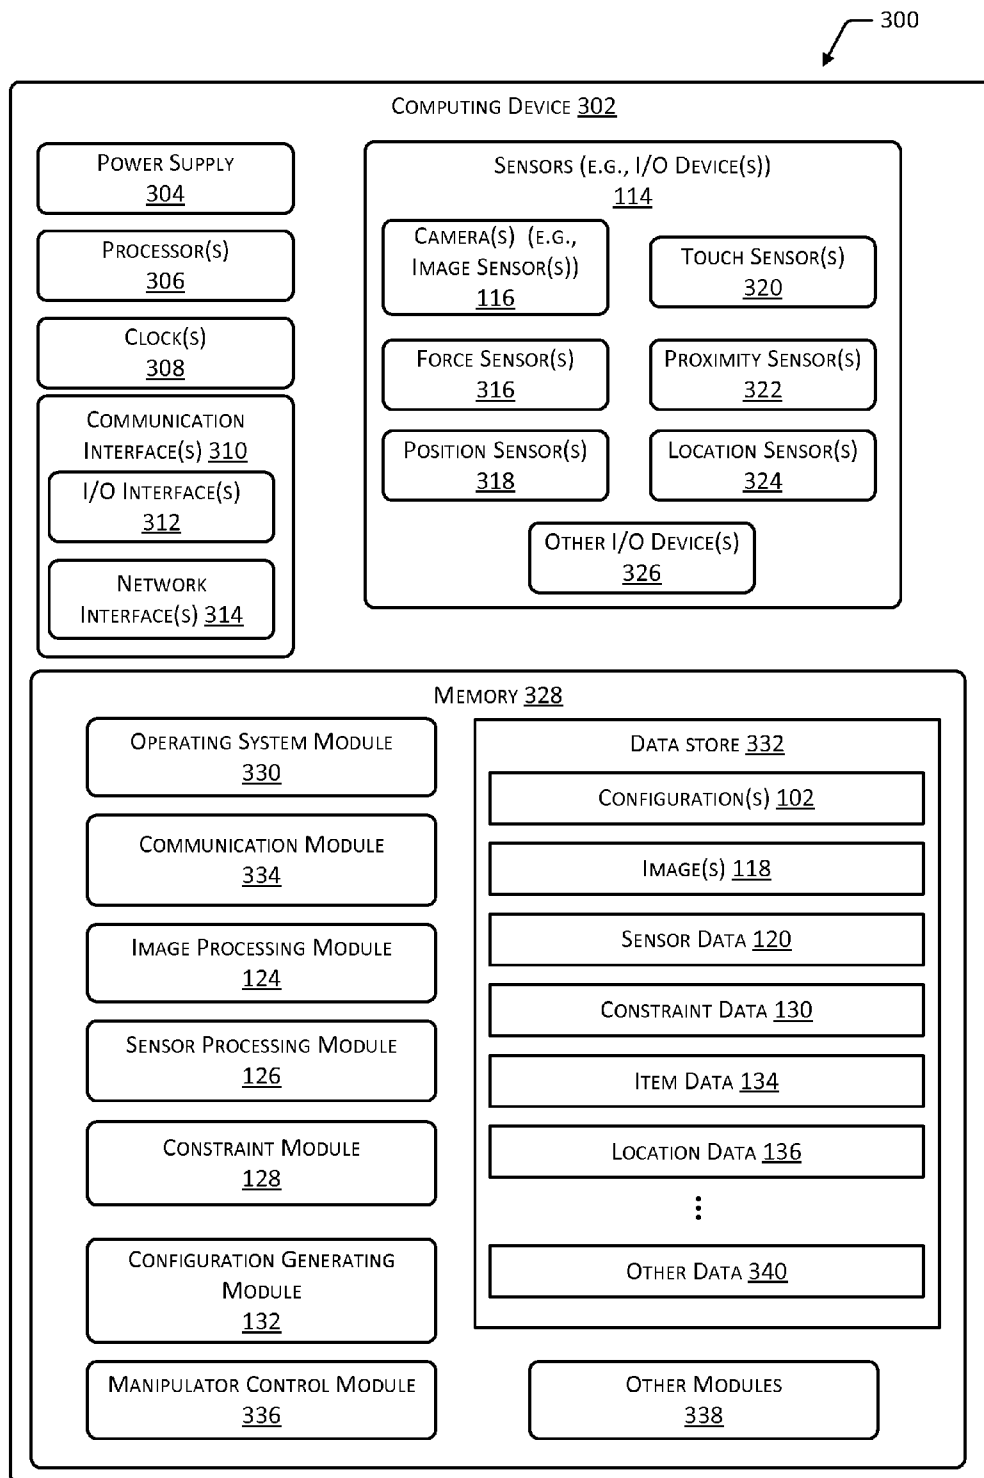 300
Computing Device 302
Power Supply
304
Processor(s)
306
Clock(s)
308
Communication
Interface(s) 310
I/O Interface(s)
312
Network
Interface(s) 314
Sensors (e.g., I/O Device(s))
114
Camera(s) (e.g.,
Image Sensor(s))
116
Touch Sensor(s)
320
Force Sensor(s)
316
Proximity Sensor(s)
322
Position Sensor(s)
318
Location Sensor(s)
324
Other I/O Device(s)
326
Memory 328
Operating System Module
330
Communication Module
334
Image Processing Module
124
Sensor Processing Module
126
Constraint Module
128
Configuration Generating
Module
132
Manipulator Control Module
336
Data store 332
Configuration(s) 102
Image(s) 118
Sensor Data 120
Constraint Data 130
Item Data 134
Location Data 136
⋮
Other Data 340
Other Modules
338